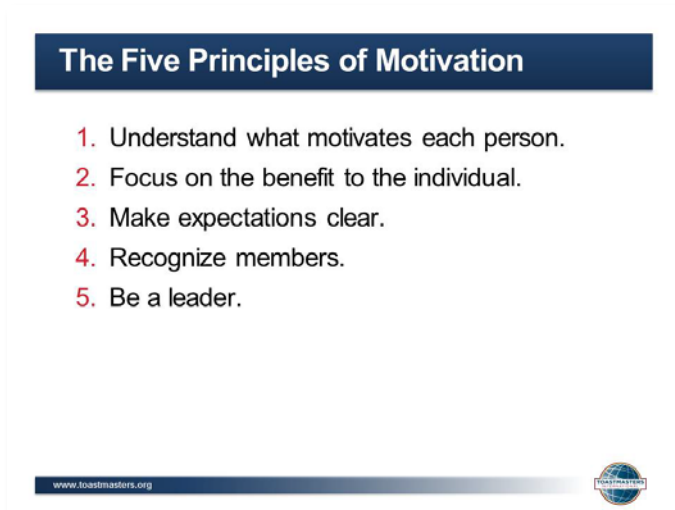 The Five Principles of Motivation
1. Understand what motivates each person.
2. Focus on the benefit to the individual.
3. Make expectations clear.
4. Recognize members.
5. Be a leader.
www.toastmasters.org
TOASTMASTERS
INTERNATIONAL